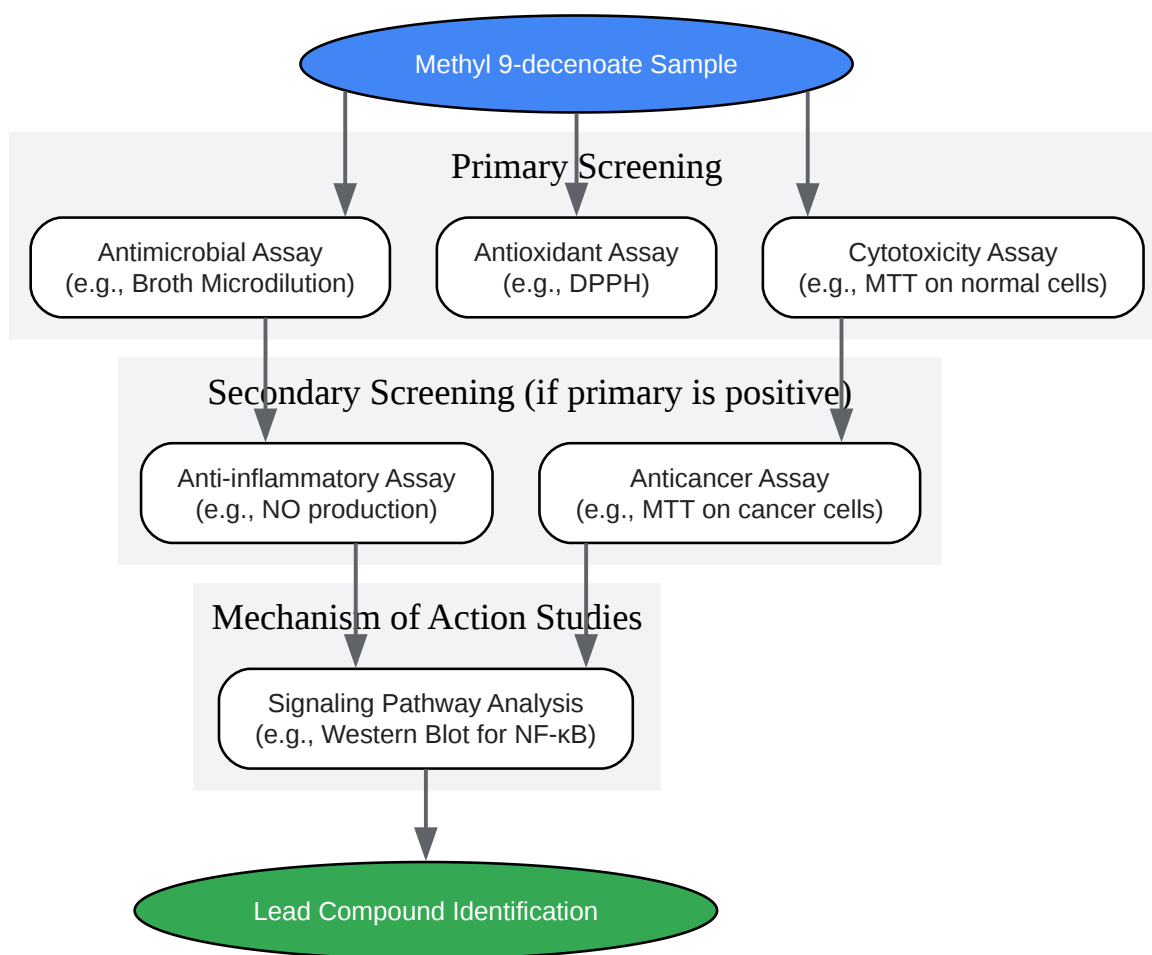 Methyl 9-decenoate Sample
Primary Screening
Antimicrobial Assay
(e.g., Broth Microdilution)
Antioxidant Assay
(e.g., DPPH)
Cytotoxicity Assay
(e.g., MTT on normal cells)
Secondary Screening (if primary is positive)
Anti-inflammatory Assay
(e.g., NO production)
Anticancer Assay
(e.g., MTT on cancer cells)
Mechanism of Action Studies
Signaling Pathway Analysis
(e.g., Western Blot for NF-κB)
Lead Compound Identification